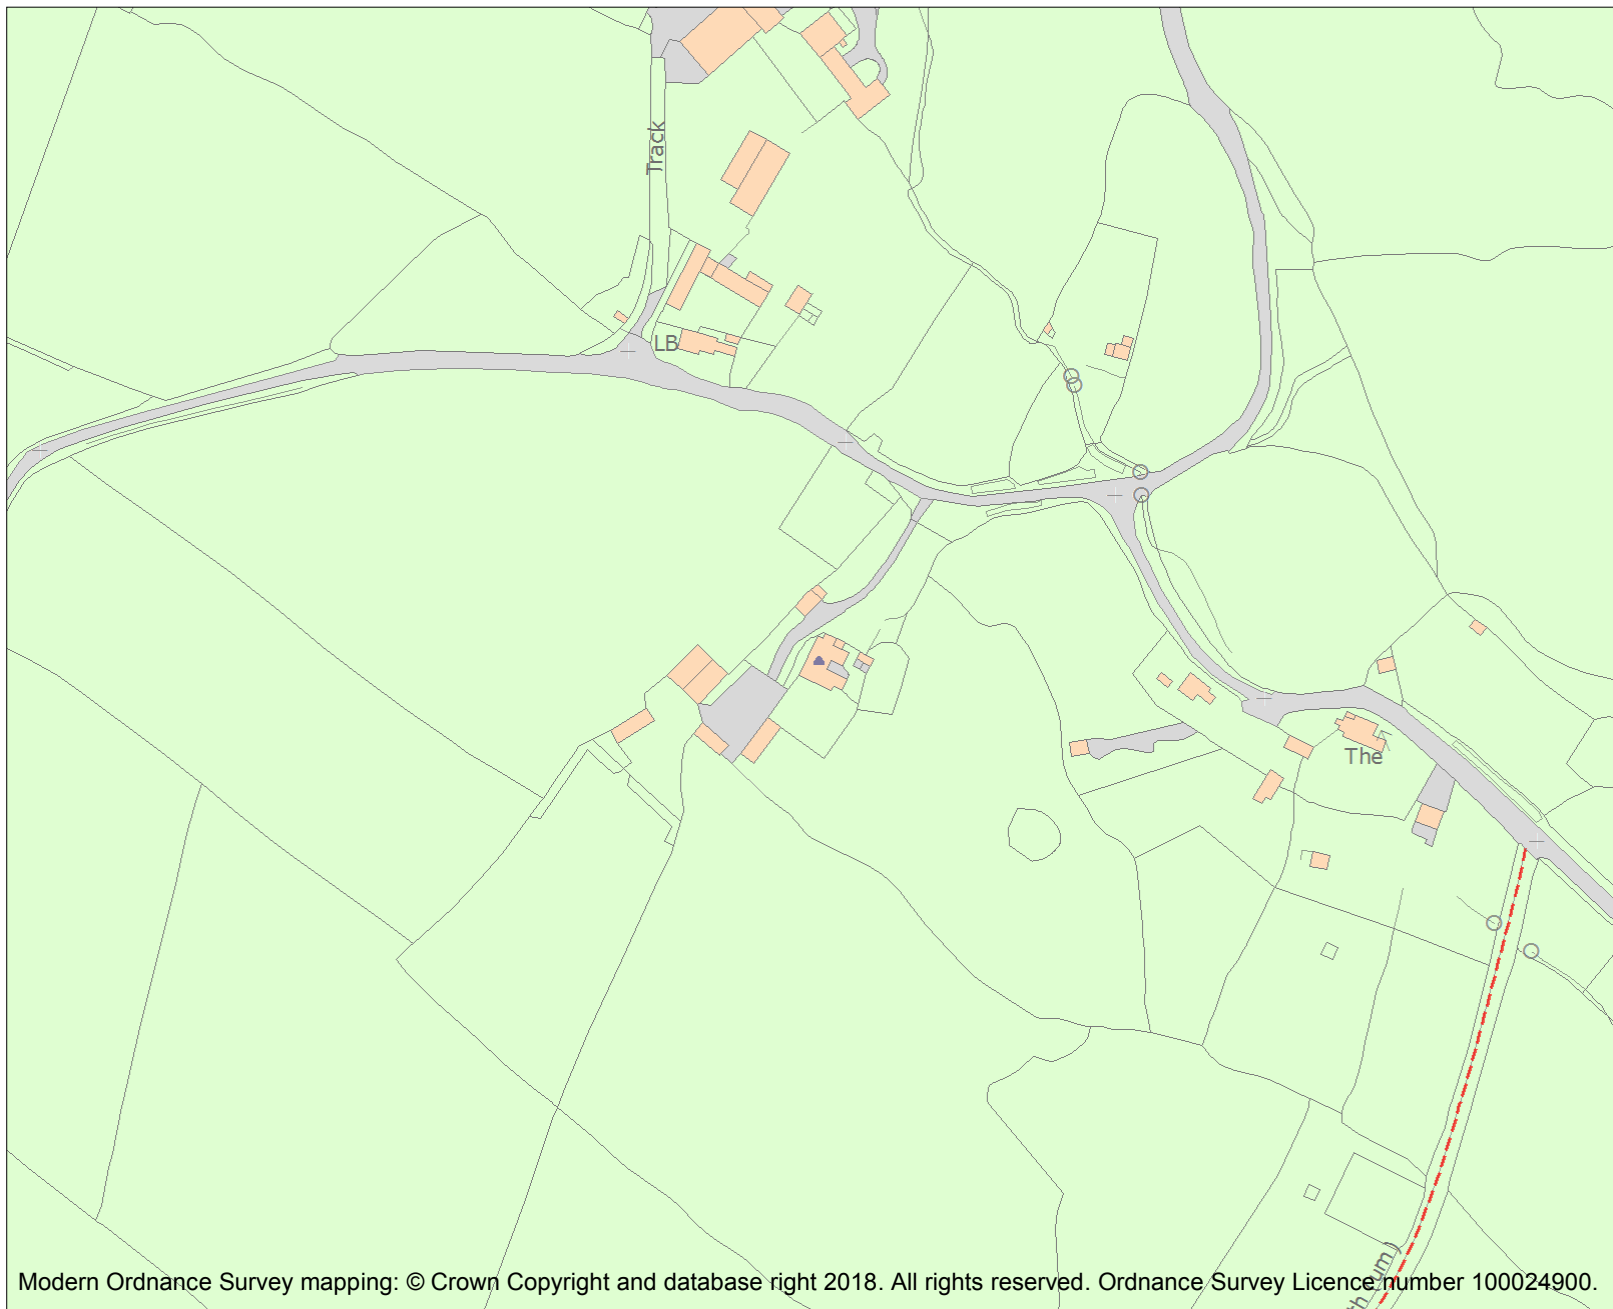 Track
LB
The
Modern Ordnance Survey mapping: © Crown Copyright and database right 2018. All rights reserved. Ordnance Survey Licence number 100024900.